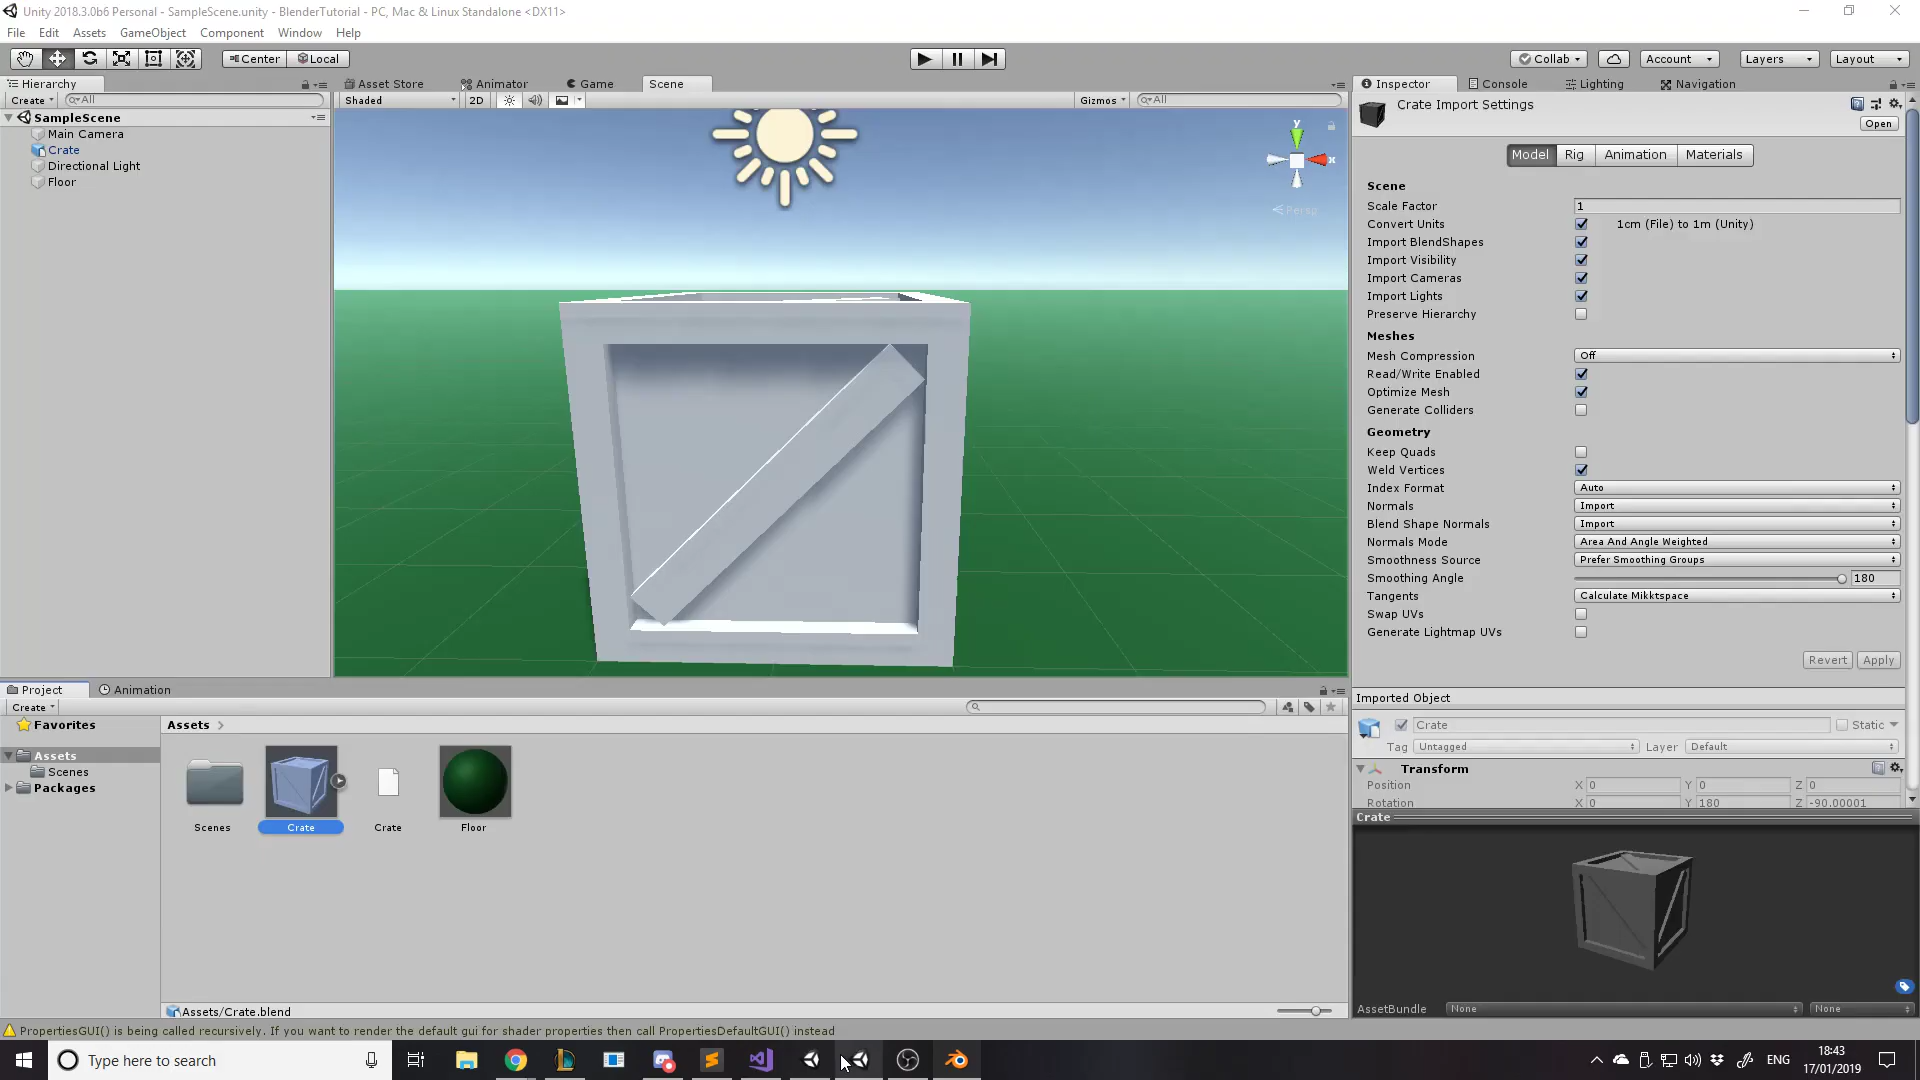 Unity 2018.3.0b6 Personal - SampleScene.unity - BlenderTutorial - PC, Mac & Linux Standalone <DX11>
File Edit Assets GameObject Component Window Help
Center Local Collab Account Layers Layout
Hierarchy
Create All
SampleScene
Main Camera
Crate
Directional Light
Floor
Asset Store Animator Game Scene
Shaded 2D Gizmos All
y
x
Persp
Inspector Console Lighting Navigation
Crate Import Settings
Open
Model Rig Animation Materials
Scene
Scale Factor 1
Convert Units 1cm (File) to 1m (Unity)
Import BlendShapes
Import Visibility
Import Cameras
Import Lights
Preserve Hierarchy
Meshes
Mesh Compression Off
Read/Write Enabled
Optimize Mesh
Generate Colliders
Geometry
Keep Quads
Weld Vertices
Index Format Auto
Normals Import
Blend Shape Normals Import
Normals Mode Area And Angle Weighted
Smoothness Source Prefer Smoothing Groups
Smoothing Angle 180
Tangents Calculate Mikktspace
Swap UVs
Generate Lightmap UVs
Revert Apply
Imported Object
Crate Static
Tag Untagged Layer Default
Transform
Position X 0 Y 0 Z 0
Rotation X 0 Y 180 Z -90.00001
Crate
AssetBundle None None
Project Animation
Create
Favorites
Assets
Scenes
Packages
Assets
Scenes Crate Crate Floor
Assets/Crate.blend
PropertiesGUI() is being called recursively. If you want to render the default gui for shader properties then call PropertiesDefaultGUI() instead
Type here to search
ENG
18:43
17/01/2019